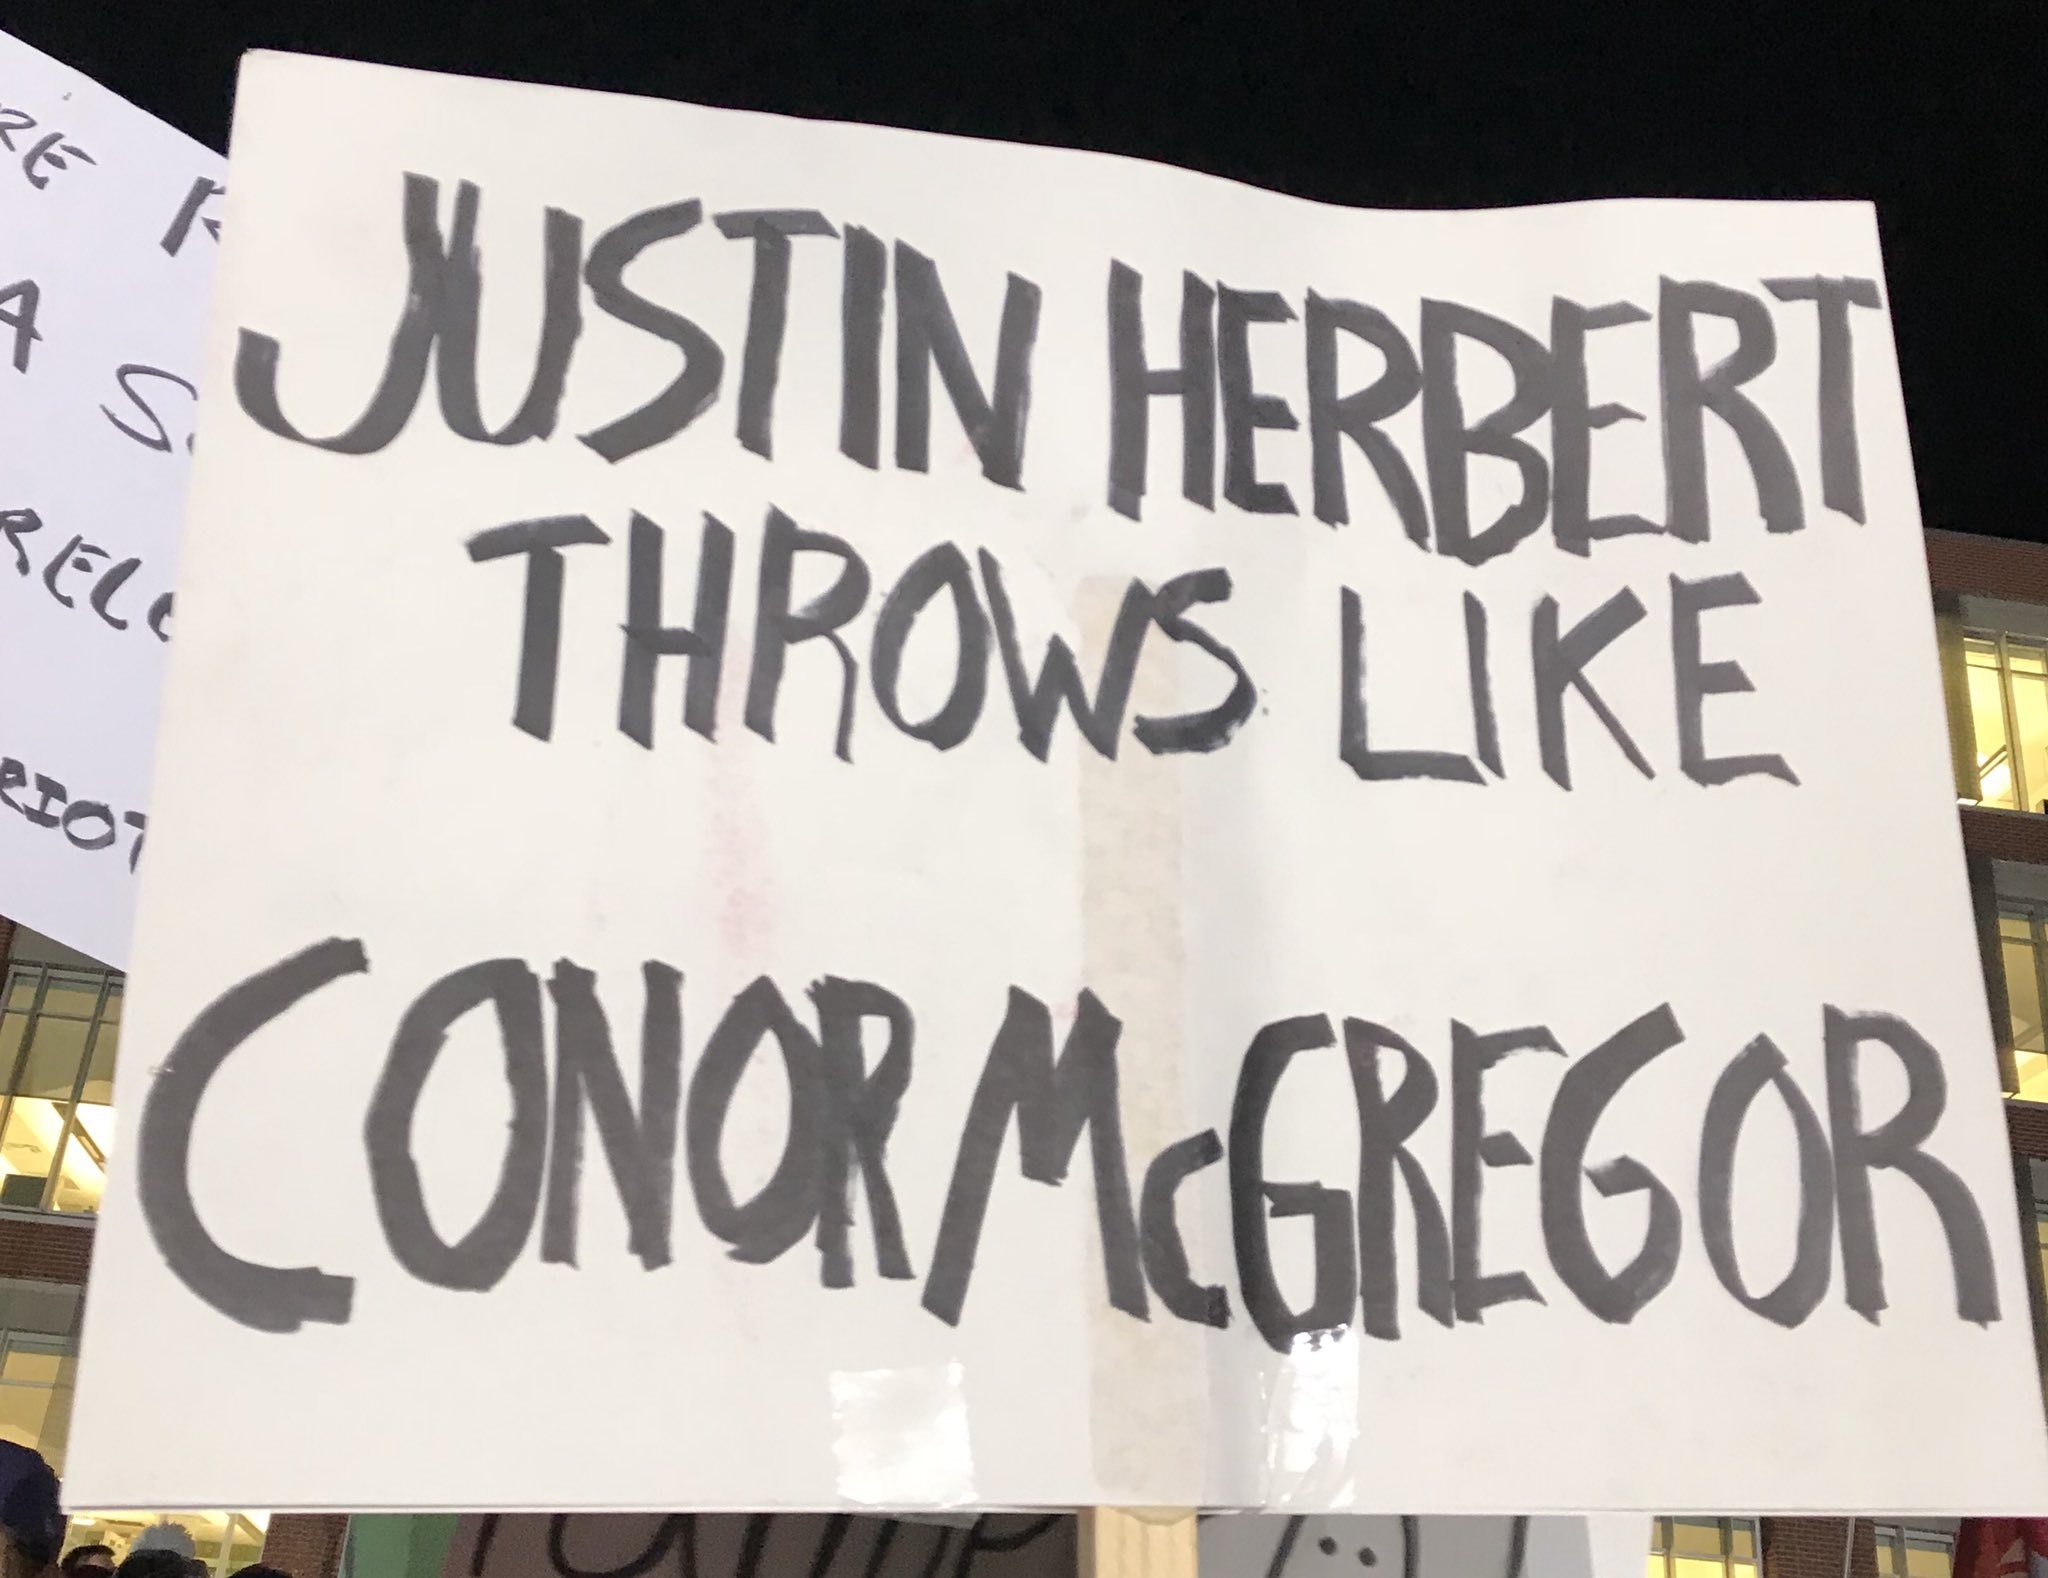 JUSTIN HERBERT
THROWS LIKE
CONOR McGREGOR
A